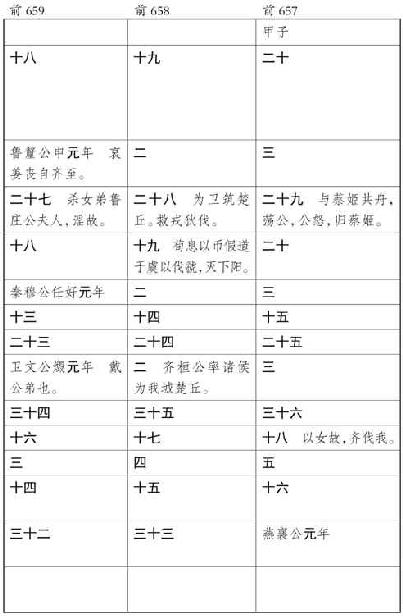 前 659 前 658 前 657
甲子
十八 十九 二十
鲁釐公申元年 哀 二 三
姜丧自齐至。
二十七 杀女弟鲁 二十八 为卫筑楚 二十九 与蔡姬共舟，
庄公夫人，淫故。 丘。救戎狄伐。 荡公，公怒，归蔡姬。
十八 十九 荀息以币假道 二十
于虞以伐虢，灭下阳。
秦穆公任好元年 二 三
十三 十四 十五
二十三 二十四 二十五
卫文公燬元年 戴 二 齐桓公率诸侯 三
公弟也。 为我城楚丘。
三十四 三十五 三十六
十六 十七 十八 以女故，齐伐我。
三 四 五
十四 十五 十六
三十二 三十三 燕襄公元年